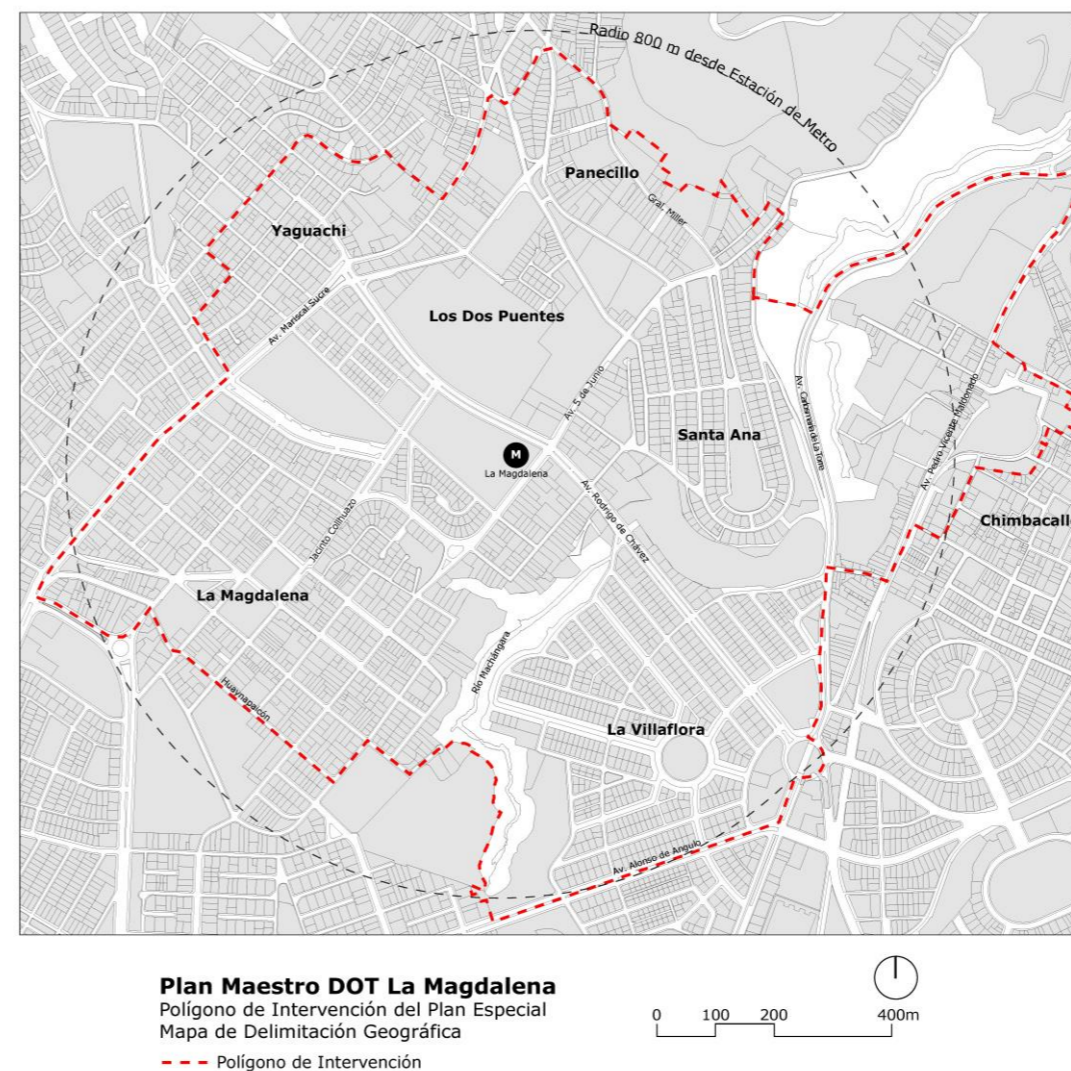 Radio 800 m desde Estación de Metro
Panecillo
Gral. Miller
Yaguachi
Av. Mariscal Sucre
Los Dos Puentes
Av. 5 de Junio
Santa Ana
Av. Carlosmaría de La Torre
Av. Pedro Vicente Maldonado
M
La Magdalena
Av. Rodrigo de Chávez
Jacinto Collhuazo
Chimbacall
La Magdalena
Río Machángara
Huaynapalcón
La Villaflora
Av. Alonso de Angulo
Plan Maestro DOT La Magdalena
Polígono de Intervención del Plan Especial
Mapa de Delimitación Geográfica
Polígono de Intervención
0 100 200 400m